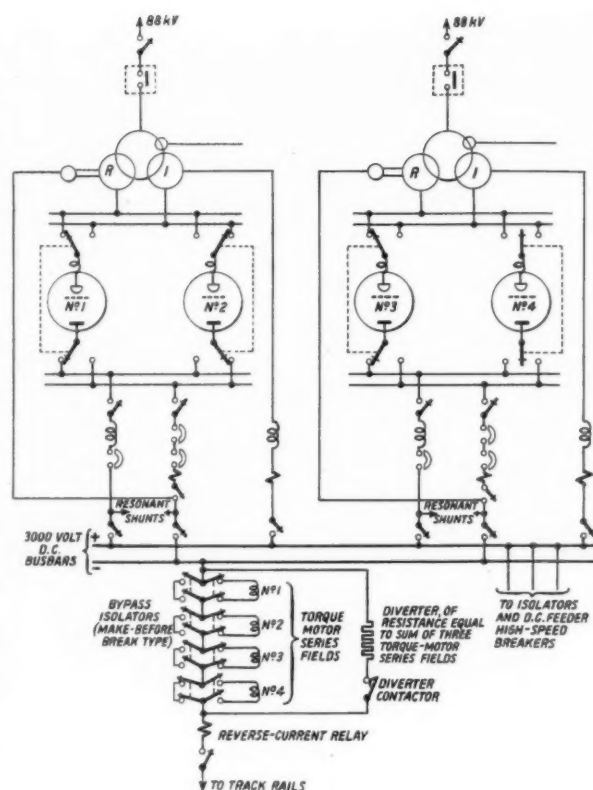 88 kV
88 kV
R
I
R
I
Nº1
Nº2
Nº3
Nº4
RESONANT
SHUNTS
RESONANT
SHUNTS
3000 VOLT
D.C.
BUSBARS
+
-
BYPASS
ISOLATORS
(MAKE-BEFORE
BREAK TYPE)
Nº1
Nº2
Nº3
Nº4
TORQUE
MOTOR
SERIES
FIELDS
DIVERTER, OF
RESISTANCE EQUAL
TO SUM OF THREE
TORQUE-MOTOR
SERIES FIELDS
DIVERTER
CONTACTOR
TO ISOLATORS
AND D.C. FEEDER
HIGH-SPEED
BREAKERS
REVERSE-CURRENT RELAY
TO TRACK RAILS